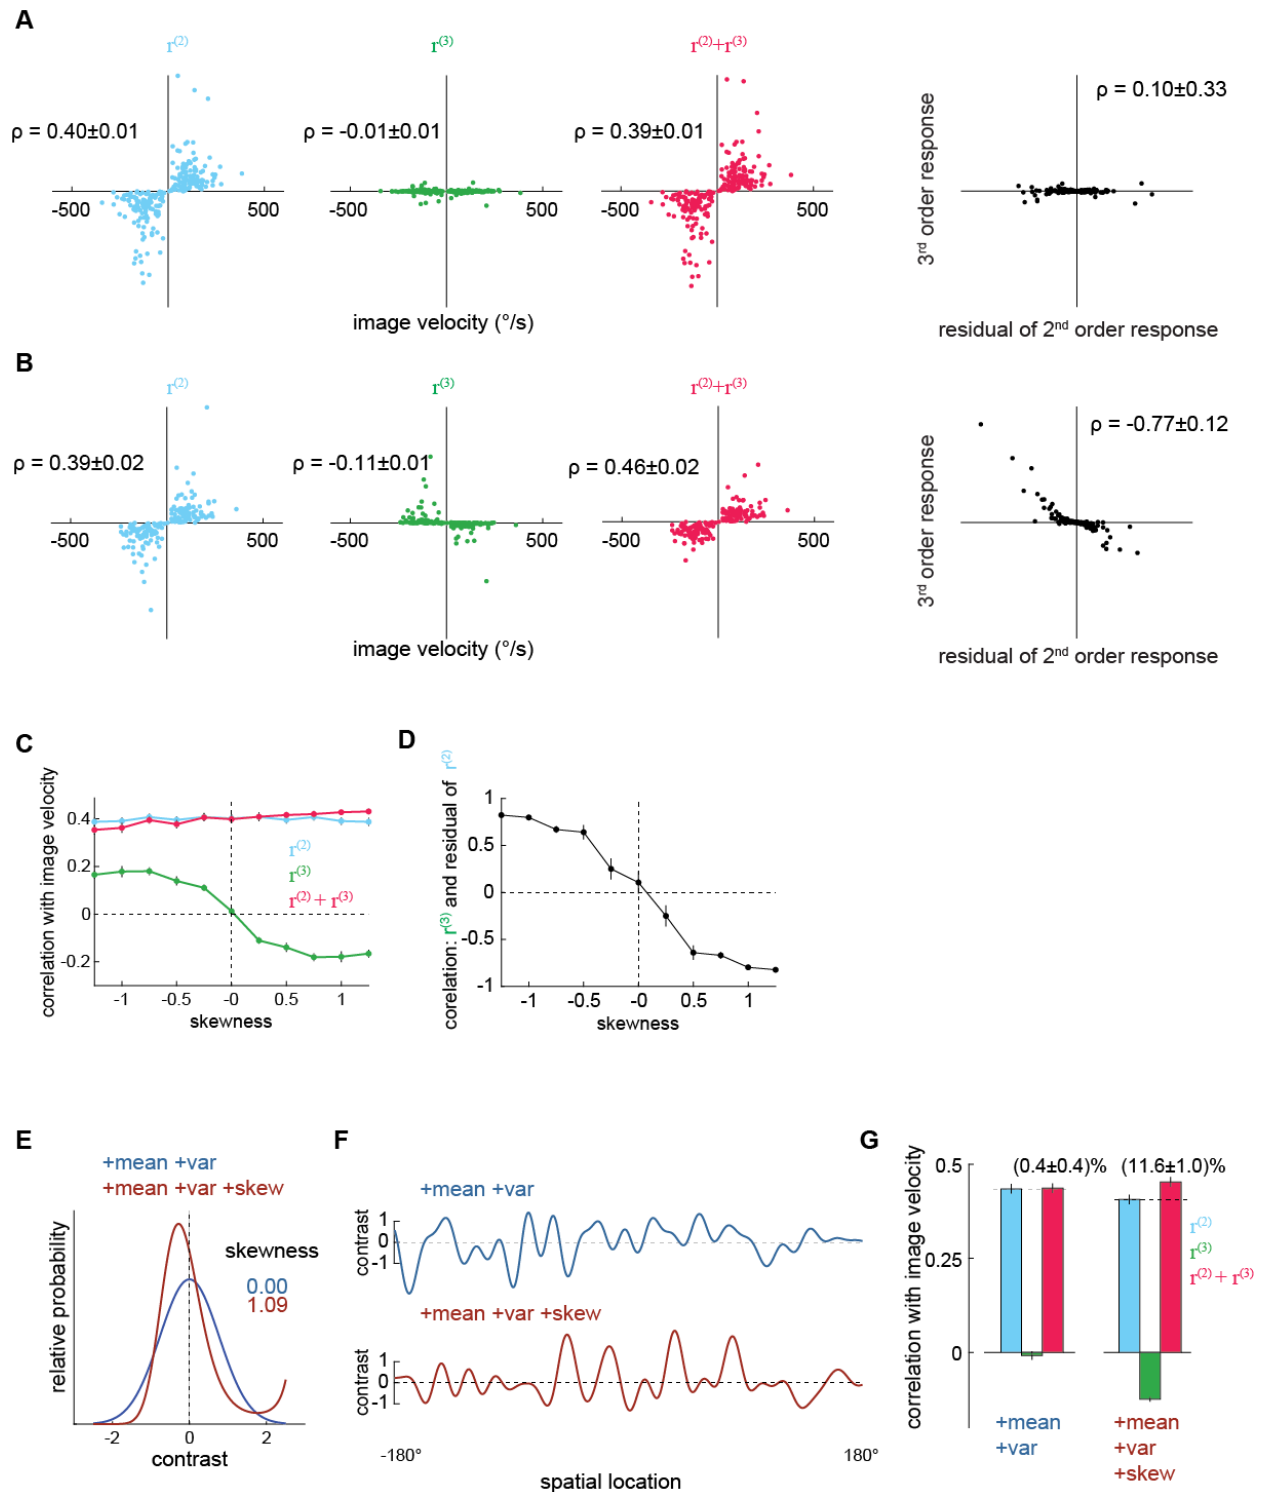 A
r(2)
r(3)
r(2)+r(3)
ρ = 0.40±0.01
ρ = -0.01±0.01
ρ = 0.39±0.01
ρ = 0.10±0.33
-500
500
-500
500
-500
500
3rd order response
image velocity (°/s)
residual of 2nd order response
B
r(2)
r(3)
r(2)+r(3)
ρ = 0.39±0.02
ρ = -0.11±0.01
ρ = 0.46±0.02
ρ = -0.77±0.12
-500
500
-500
500
-500
500
3rd order response
image velocity (°/s)
residual of 2nd order response
C
correlation with image velocity
0.4
0.2
0
-0.2
r(2)
r(3)
r(2) + r(3)
-1
-0.5
-0
0.5
1
skewness
D
corelation: r(3) and residual of r(2)
1
0.5
0
-0.5
-1
-1
-0.5
-0
0.5
1
skewness
E
+mean +var
+mean +var +skew
relative probability
skewness
0.00
1.09
-2
0
2
contrast
F
+mean +var
contrast
1
0
-1
+mean +var +skew
contrast
1
0
-1
-180°
180°
spatial location
G
correlation with image velocity
0.5
0.25
0
(0.4±0.4)%
(11.6±1.0)%
r(2)
r(3)
r(2) + r(3)
+mean
+var
+mean
+var
+skew